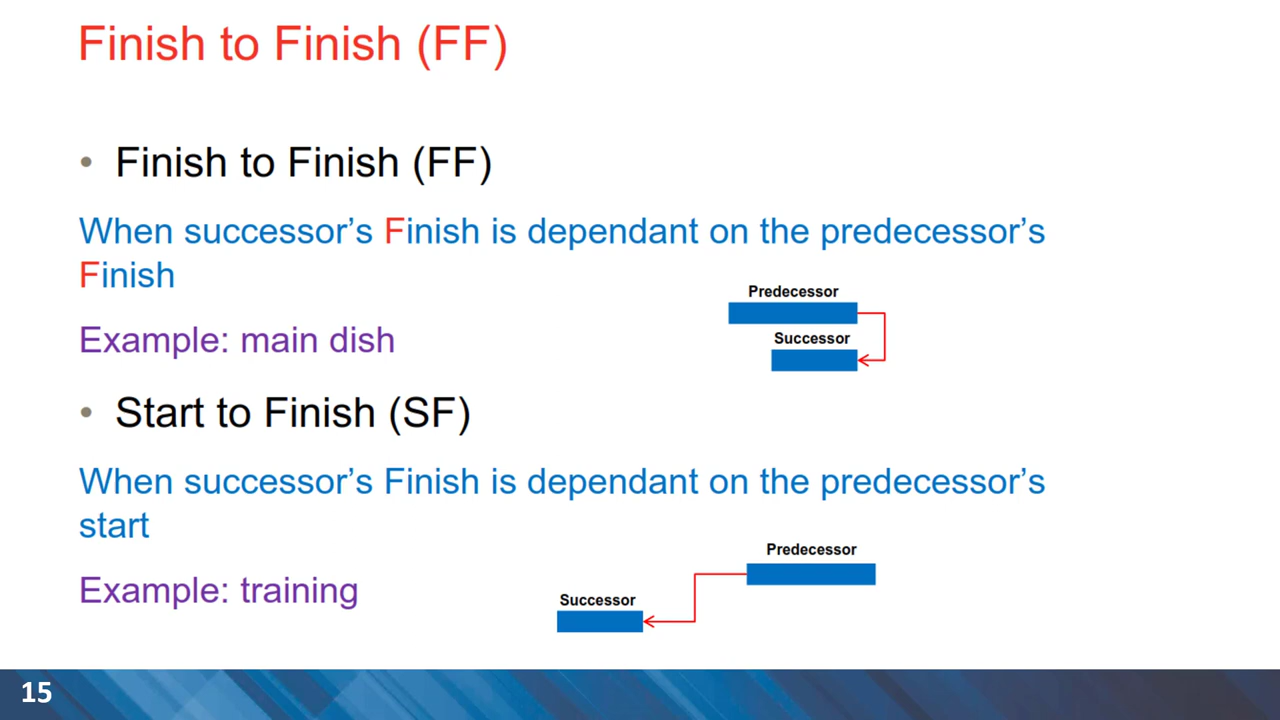 Finish to Finish (FF)
• Finish to Finish (FF)
When successor’s Finish is dependant on the predecessor’s
Finish
Predecessor
Successor
Example: main dish
• Start to Finish (SF)
When successor’s Finish is dependant on the predecessor’s
start
Predecessor
Example: training
Successor
15